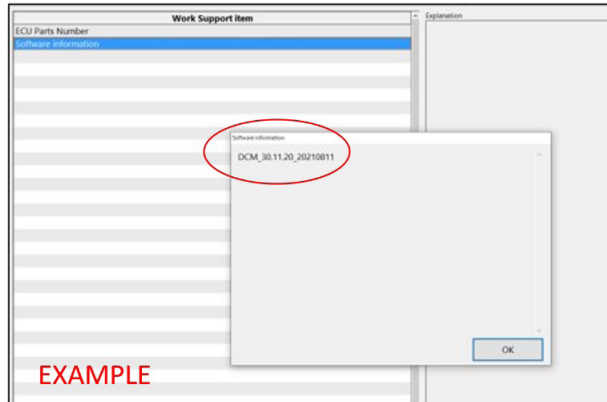 Work Support item
Explanation
ECU Parts Number
Software information
Software information
DCM_30.11.20_20210811
OK
EXAMPLE